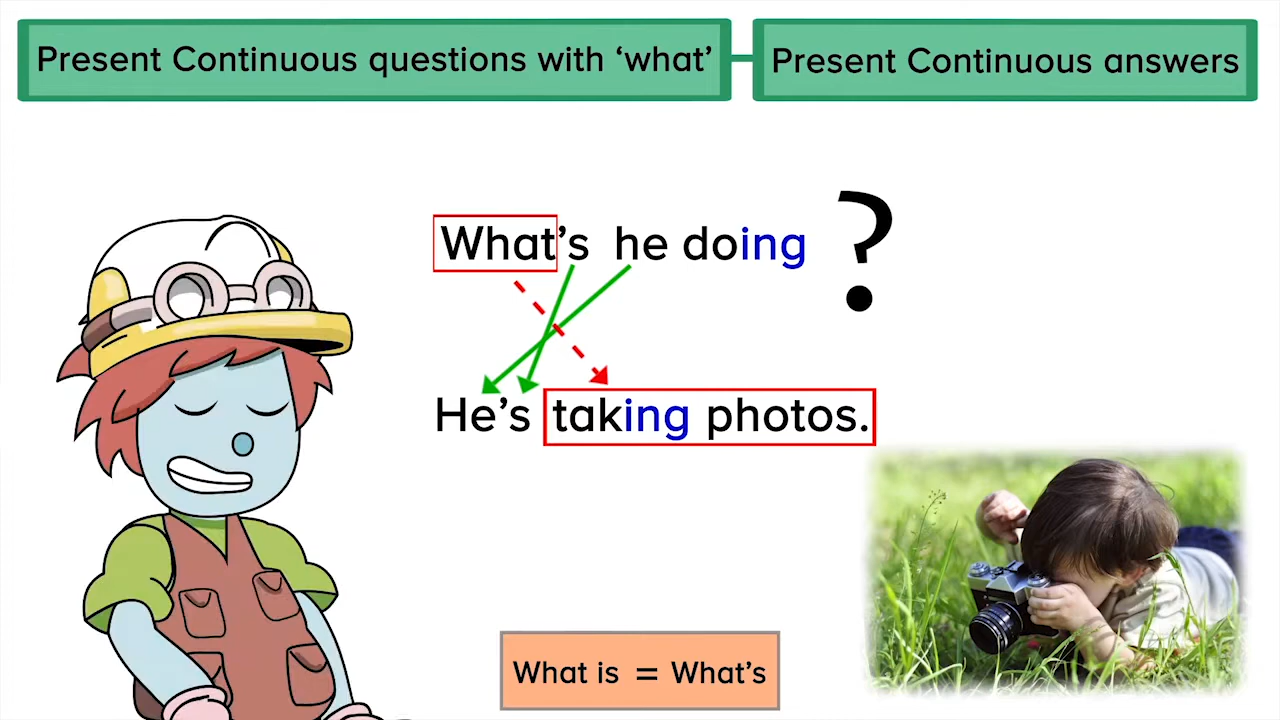 Present Continuous questions with ‘what’
Present Continuous answers
What’s he doing ?
He’s taking photos.
What is = What’s